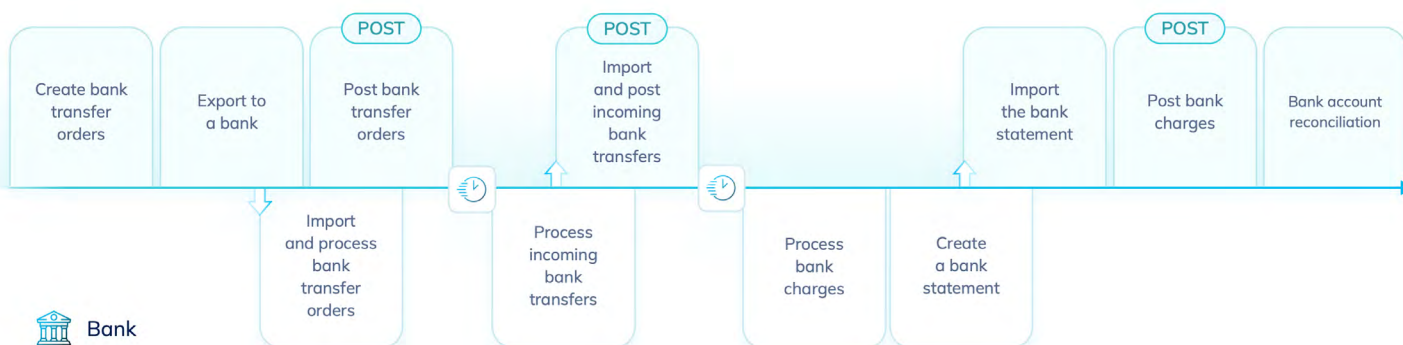 POST
POST
POST
Create bank
transfer
orders
Export to
a bank
Post bank
transfer
orders
Import
and post
incoming
bank
transfers
Import
the bank
statement
Post bank
charges
Bank account
reconciliation
Import
and process
bank
transfer
orders
Process
incoming
bank
transfers
Process
bank
charges
Create
a bank
statement
Bank